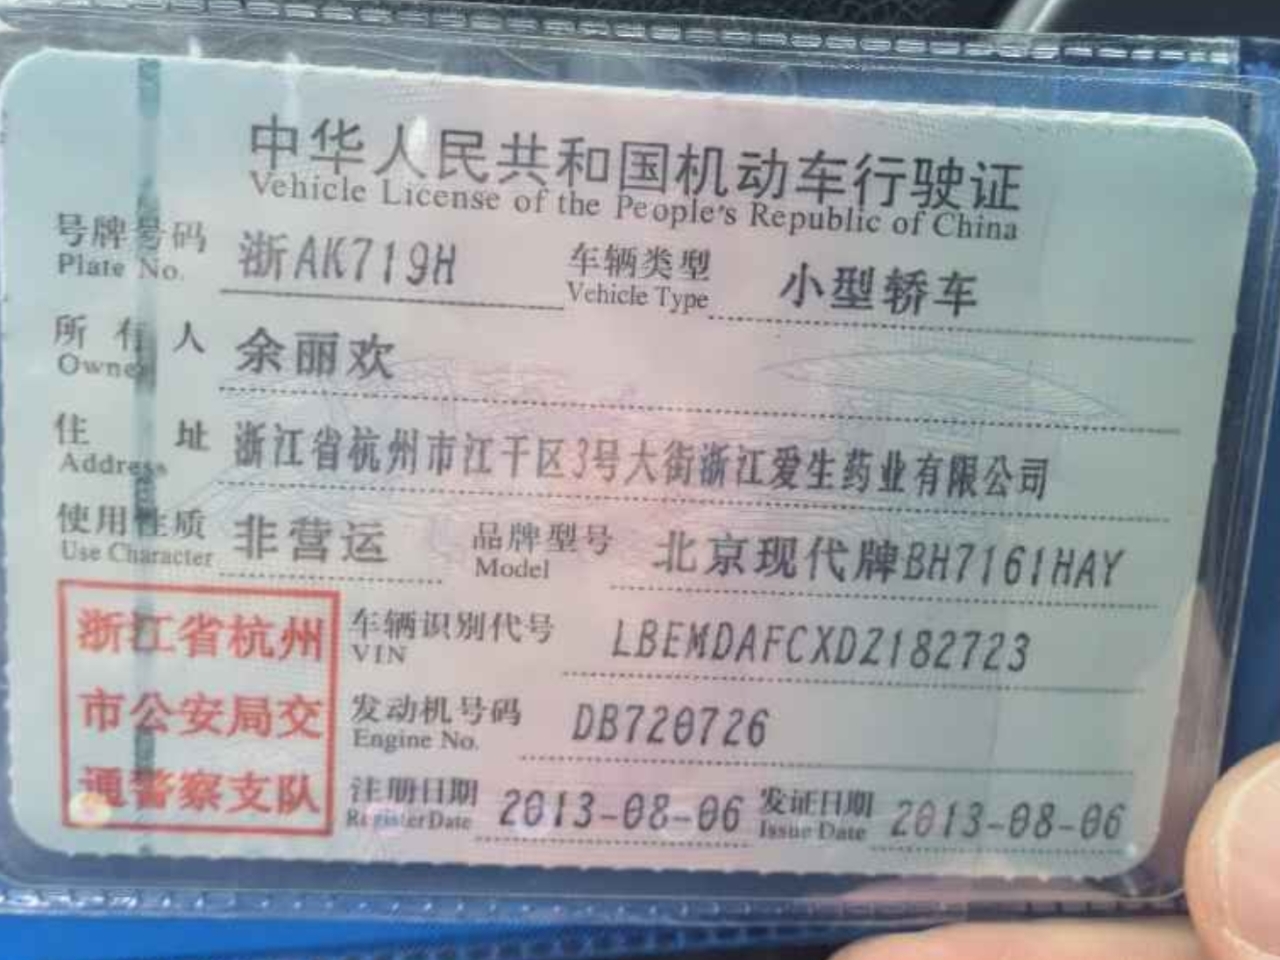 中华人民共和国机动车行驶证
Vehicle License of the People's Republic of China
号牌号码 浙AK719H 车辆类型 小型轿车
Plate No. Vehicle Type
所有人 余丽欢
Owner
住址 浙江省杭州市江干区3号大街浙江爱生药业有限公司
Address
使用性质 非营运 品牌型号 北京现代牌BH7161HAY
Use Character Model
浙江省杭州
市公安局交
通警察支队
车辆识别代号 LBEMDAFCXDZ182723
VIN
发动机号码 DB720726
Engine No.
注册日期 2013-08-06 发证日期 2013-08-06
Register Date Issue Date